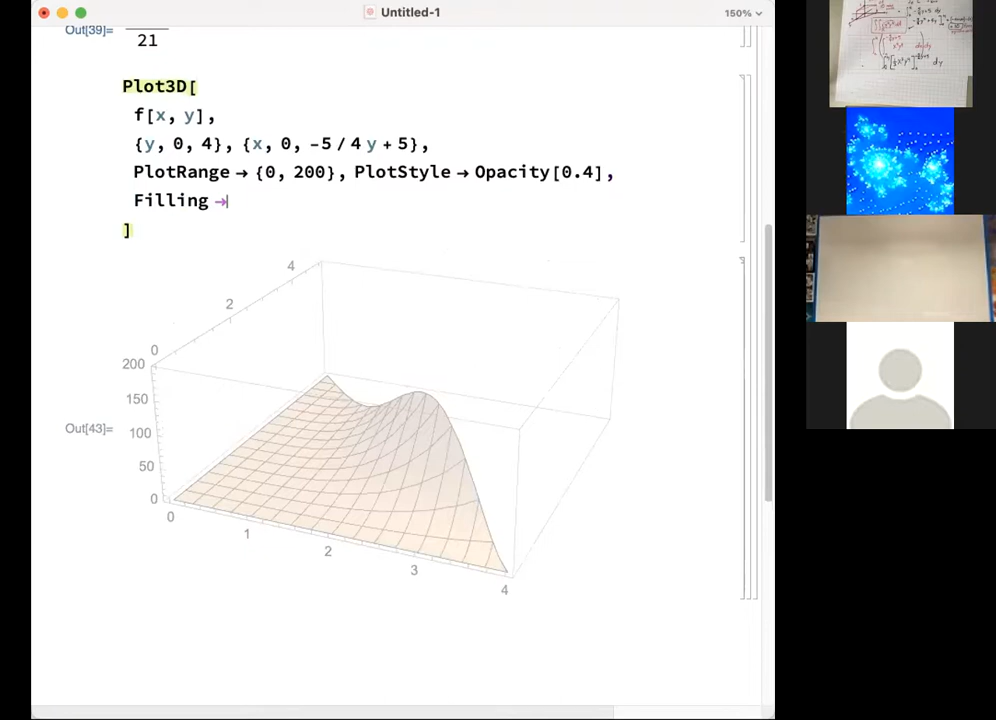 Untitled-1
150%
Out[39]=
21
Plot3D[
f[x, y],
{y, 0, 4}, {x, 0, -5 / 4 y + 5},
PlotRange → {0, 200}, PlotStyle → Opacity[0.4],
Filling →
]
Out[43]=
4
2
0
200
150
100
50
0
0
1
2
3
4